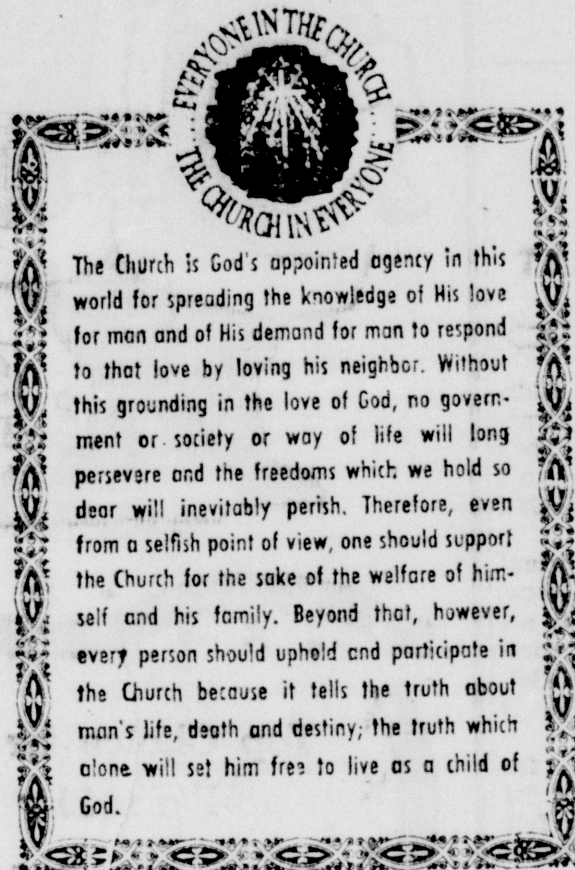 EVERYONE IN THE CHURCH
THE CHURCH IN EVERYONE
The Church is God's appointed agency in this
world for spreading the knowledge of His love
for man and of His demand for man to respond
to that love by loving his neighbor. Without
this grounding in the love of God, no govern-
ment or society or way of life will long
persevere and the freedoms which we hold so
dear will inevitably perish. Therefore, even
from a selfish point of view, one should support
the Church for the sake of the welfare of him-
self and his family. Beyond that, however,
every person should uphold and participate in
the Church because it tells the truth about
man's life, death and destiny; the truth which
alone will set him free to live as a child of
God.